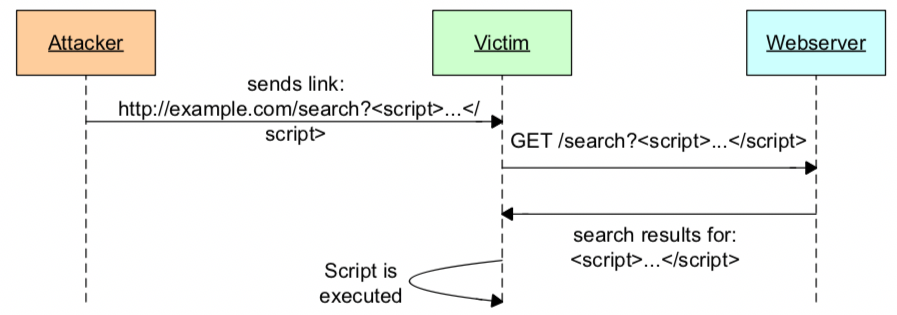 Attacker
Victim
Webserver
sends link:
http://example.com/search?<script>...</
script>
GET /search?<script>...</script>
search results for:
<script>...</script>
Script is
executed